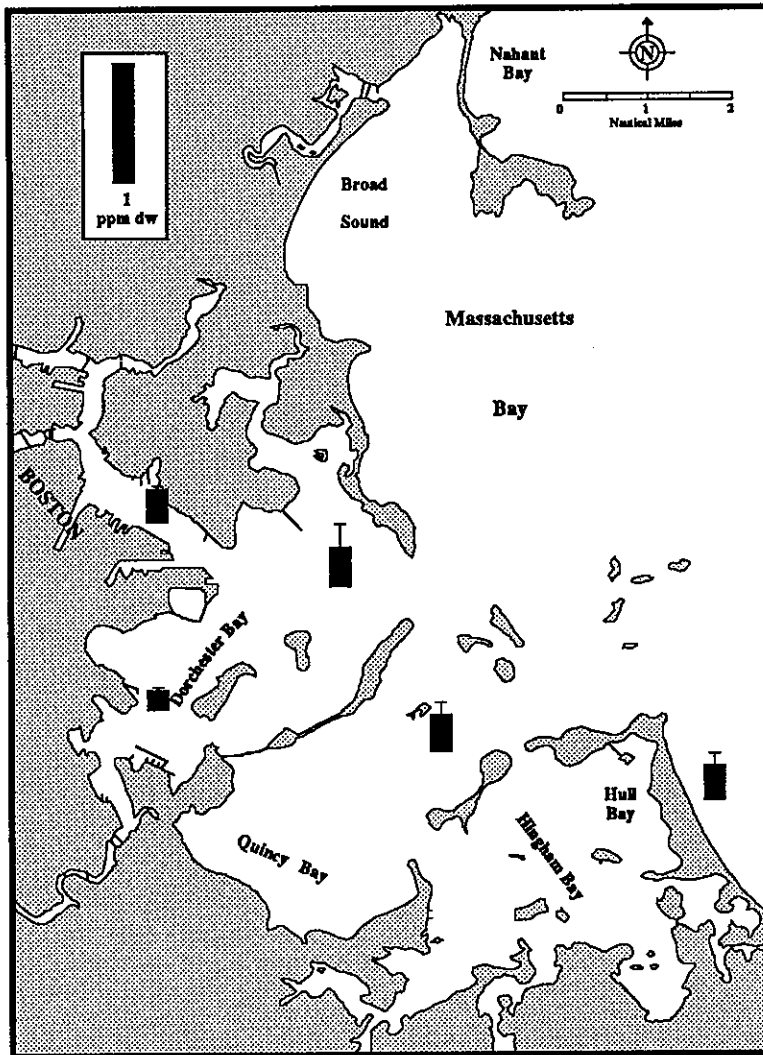 Nahant
Bay
N
0 1 2
Nautical Miles
1
ppm dw
Broad
Sound
Massachusetts
Bay
BOSTON
Dorchester Bay
Hull
Bay
Hingham Bay
Quincy Bay